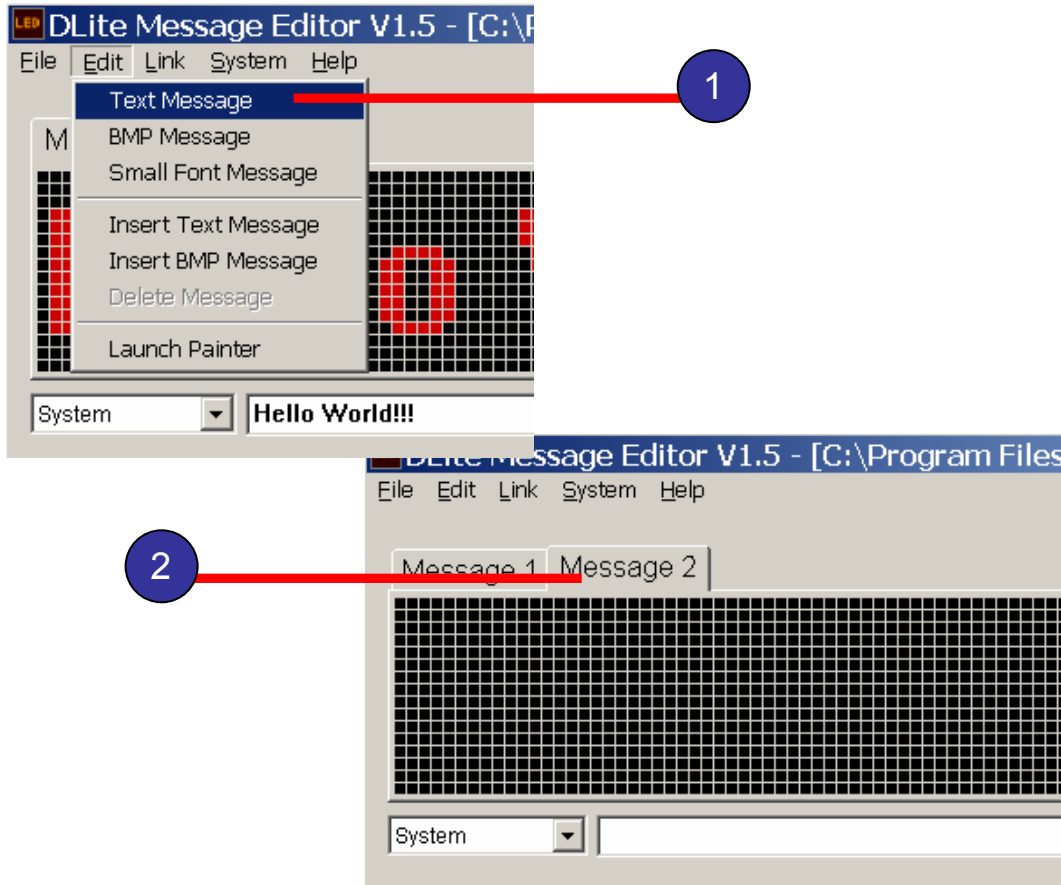 LED DLite Message Editor V1.5 - [C:\
File Edit Link System Help
Text Message
1
M
BMP Message
Small Font Message
Insert Text Message
Insert BMP Message
Delete Message
Launch Painter
System Hello World!!!
DLite Message Editor V1.5 - [C:\Program Files
File Edit Link System Help
2
Message 1 Message 2
System